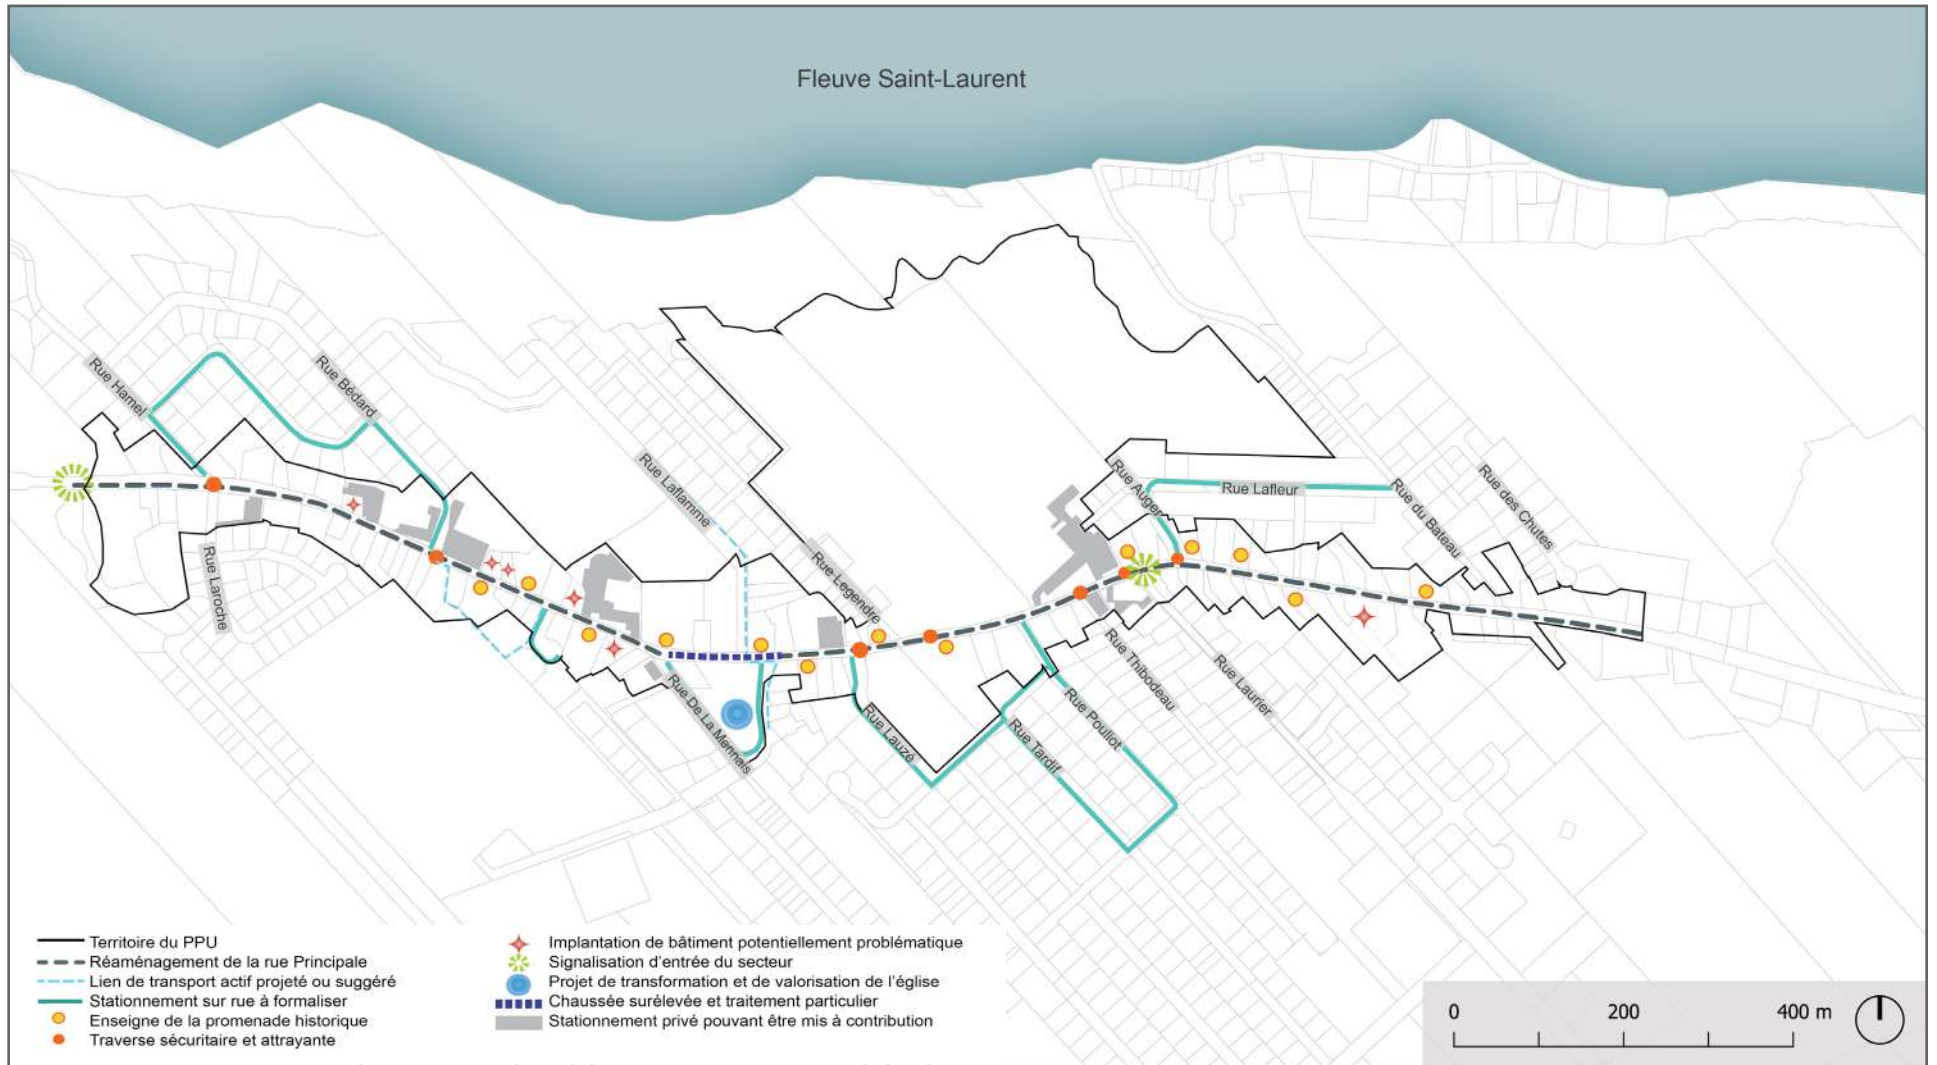 Fleuve Saint-Laurent
Rue Hamel
Rue Bédard
Rue Laroche
Rue Laflamme
Rue Legendre
Rue De La Mennais
Rue Lauzé
Rue Tardif
Rue Pouliot
Rue Thibodeau
Rue Laurier
Rue Auger
Rue Lafleur
Rue du Bateau
Rue des Chutes
Territoire du PPU
Réaménagement de la rue Principale
Lien de transport actif projeté ou suggéré
Stationnement sur rue à formaliser
Enseigne de la promenade historique
Traverse sécuritaire et attrayante
Implantation de bâtiment potentiellement problématique
Signalisation d'entrée du secteur
Projet de transformation et de valorisation de l'église
Chaussée surélevée et traitement particulier
Stationnement privé pouvant être mis à contribution
0 200 400 m